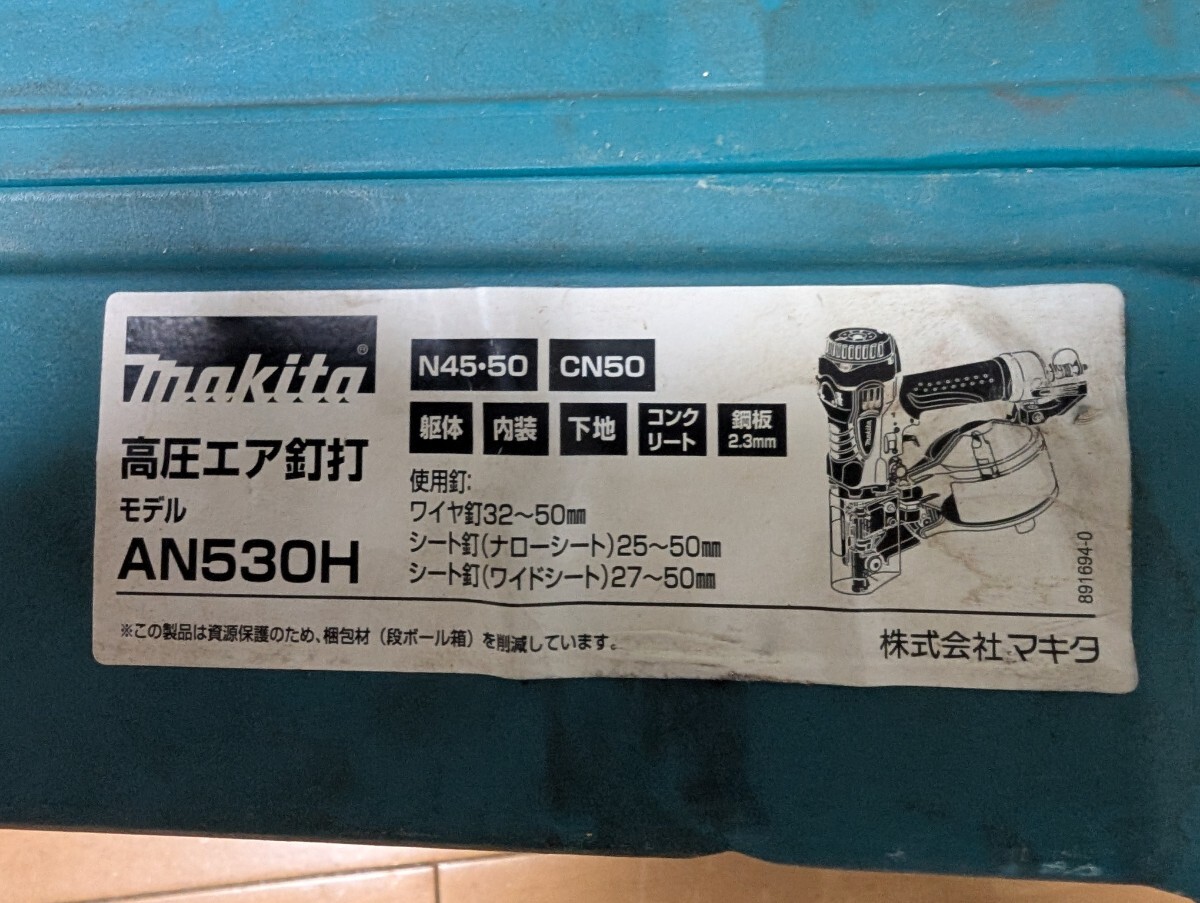 makita®
高圧エア釘打
モデル
AN530H
N45・50 CN50
躯体 内装 下地 コンクリート 鋼板 2.3mm
使用釘:
ワイヤ釘32〜50㎜
シート釘(ナローシート)25〜50㎜
シート釘(ワイドシート)27〜50㎜
891694-0
※この製品は資源保護のため、梱包材(段ボール箱)を削減しています。
株式会社マキタ